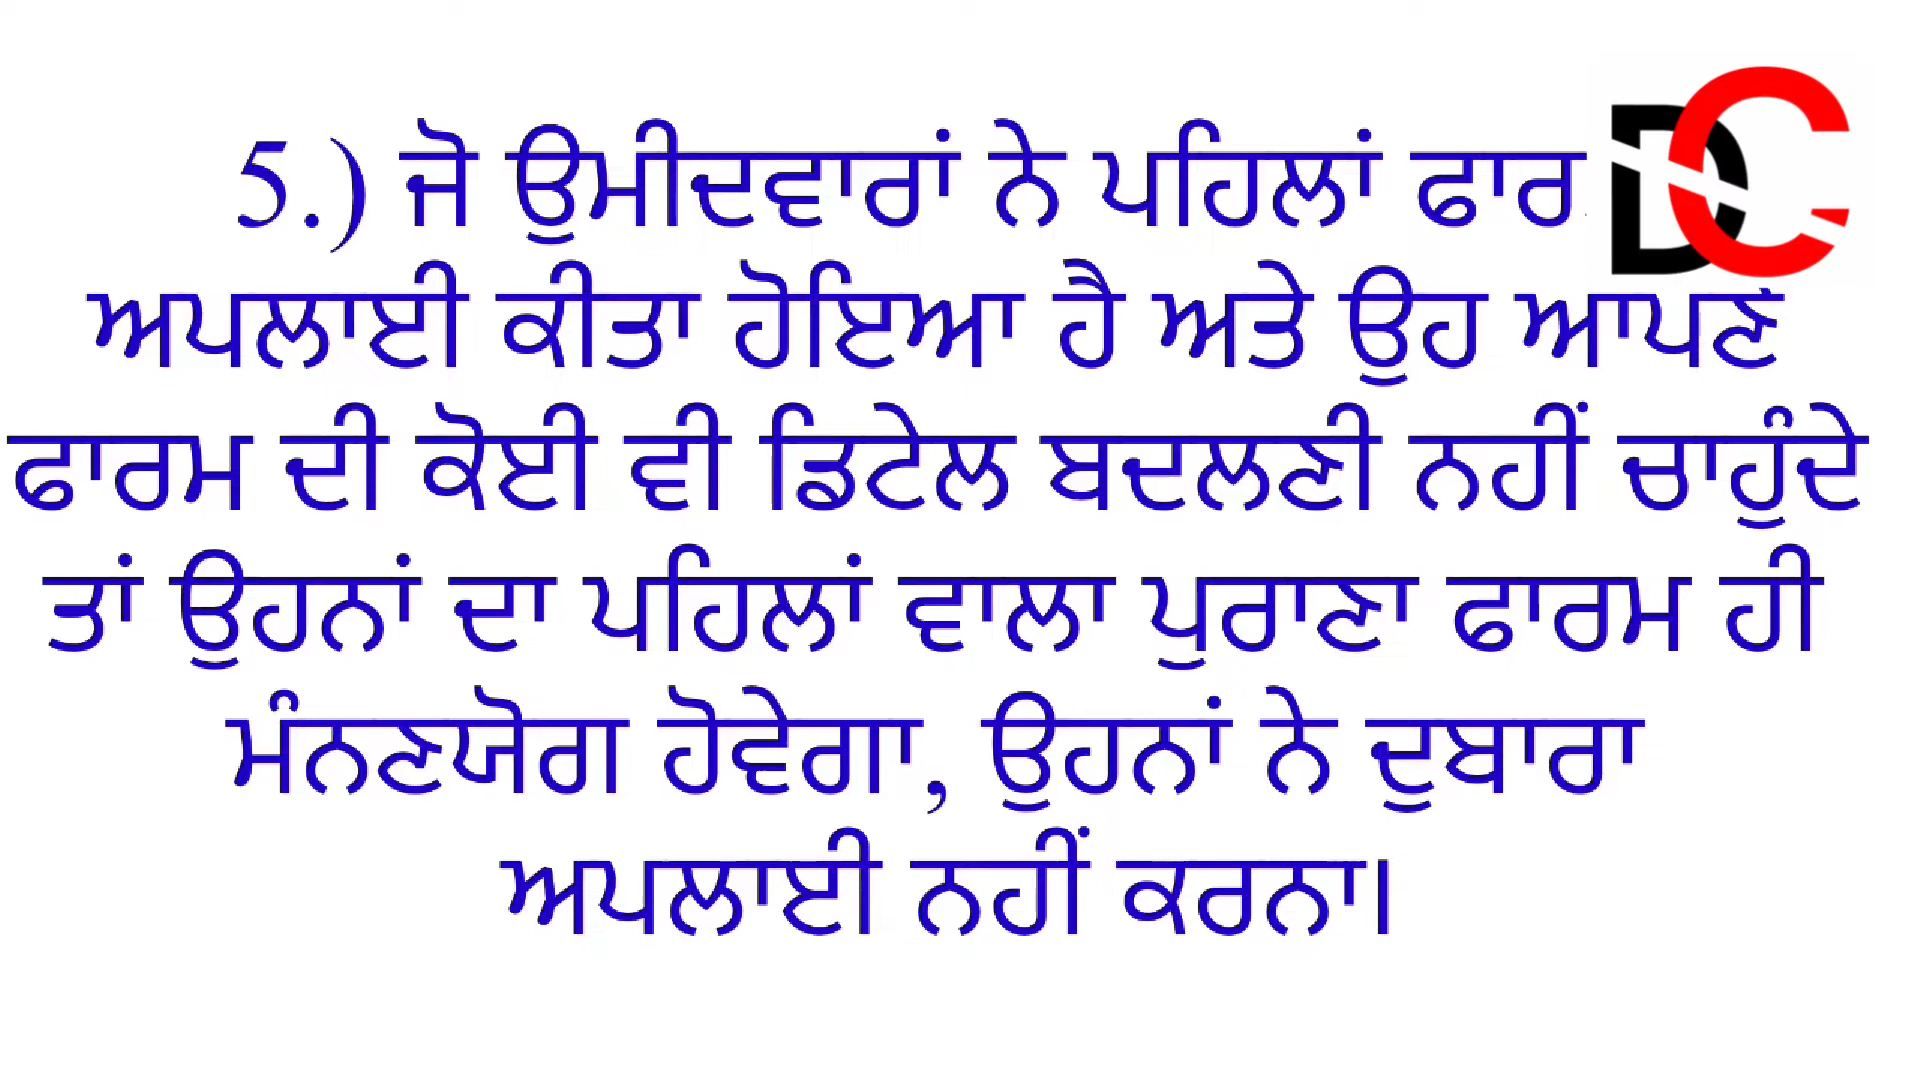 5.) ਜੋ ਉਮੀਦਵਾਰਾਂ ਨੇ ਪਹਿਲਾਂ DC
ਅਪਲਾਈ ਕੀਤਾ ਹੋਇਆ ਹੈ ਅਤੇ ਉਹ
ਫਾਰਮ ਦੀ ਕੋਈ ਵੀ ਡਿਟੇਲ ਬਦਲਣੀ ਨਹੀਂ ਚਾਹੁੰਦੇ
ਤਾਂ ਉਹਨਾਂ ਦਾ ਪਹਿਲਾਂ ਵਾਲਾ ਪੁਰਾਣਾ ਫਾਰਮ ਹੀ
ਮੰਨਣਯੋਗ ਹੋਵੇਗਾ, ਉਹਨਾਂ ਨੇ ਦੁਬਾਰਾ
ਅਪਲਾਈ ਨਹੀਂ ਕਰਨਾ।